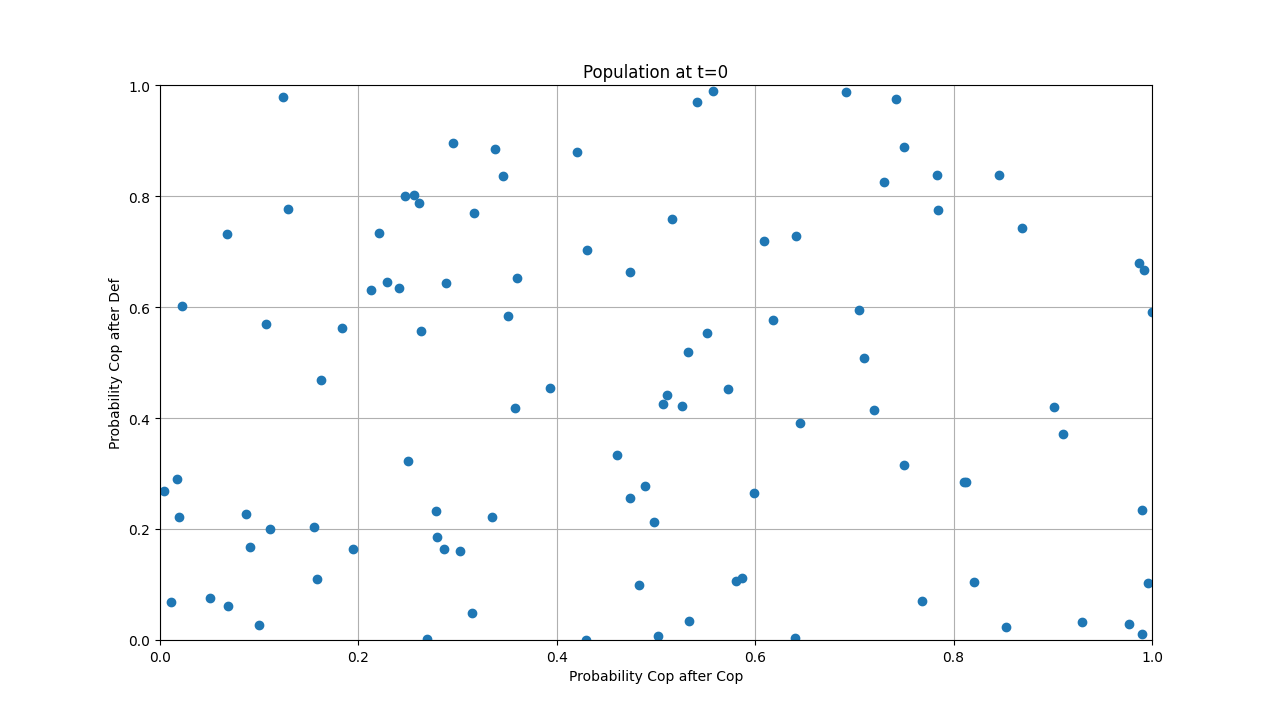 Population at t=0
1.0
0.8
0.6
0.4
0.2
0.0
Probability Cop after Def
0.0 0.2 0.4 0.6 0.8 1.0
Probability Cop after Cop